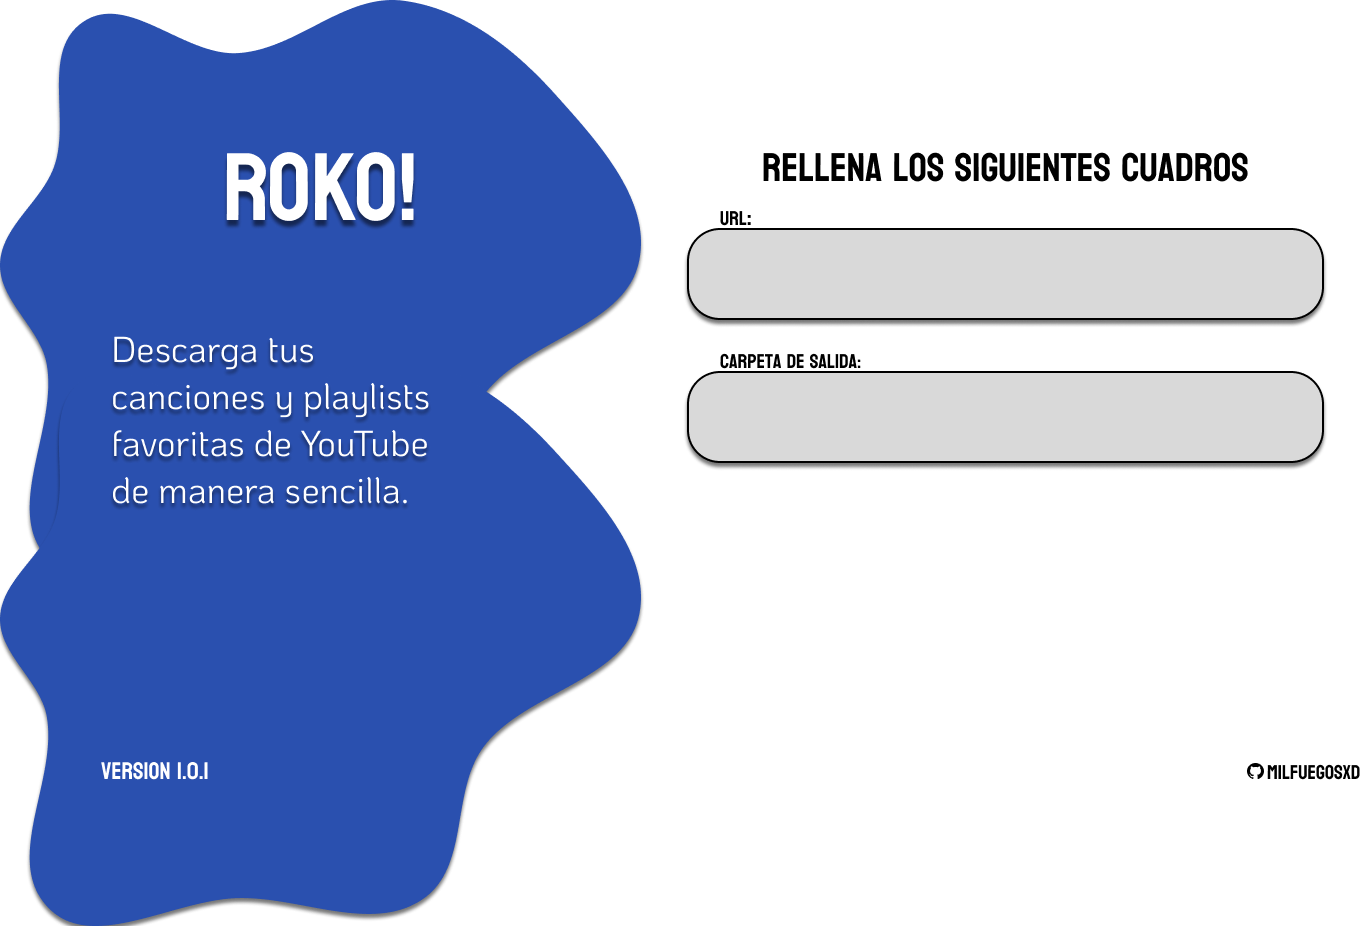 ROKO!
Descarga tus
canciones y playlists
favoritas de YouTube
de manera sencilla.
VERSION 1.0.1
RELLENA LOS SIGUIENTES CUADROS
URL:
CARPETA DE SALIDA:
MILFUEGOSXD